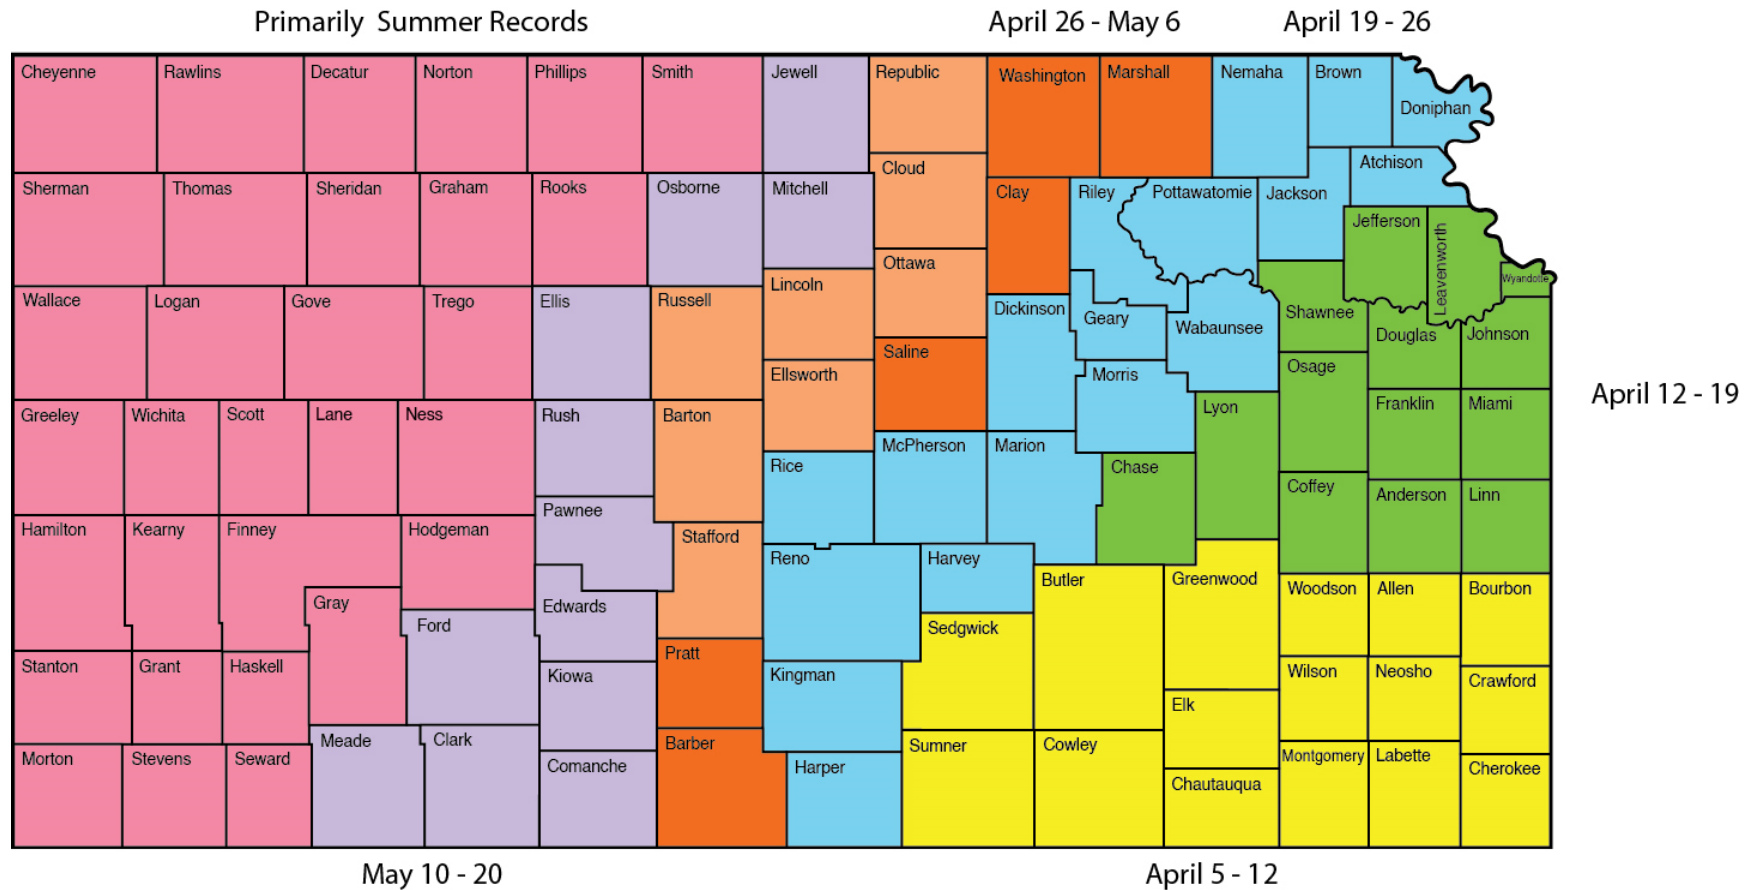 Primarily Summer Records
April 26 - May 6
April 19 - 26
Cheyenne
Rawlins
Decatur
Norton
Phillips
Smith
Jewell
Republic
Washington
Marshall
Nemaha
Brown
Doniphan
Cloud
Atchison
Sherman
Thomas
Sheridan
Graham
Rooks
Osborne
Mitchell
Clay
Riley
Pottawatomie
Jackson
Jefferson
Leavenworth
Wyandotte
Ottawa
Lincoln
Wallace
Logan
Gove
Trego
Ellis
Russell
Dickinson
Geary
Wabaunsee
Shawnee
Douglas
Johnson
Saline
Ellsworth
Morris
Osage
April 12 - 19
Greeley
Wichita
Scott
Lane
Ness
Rush
Barton
Lyon
Franklin
Miami
McPherson
Marion
Rice
Chase
Coffey
Anderson
Linn
Pawnee
Hamilton
Kearny
Finney
Hodgeman
Stafford
Reno
Harvey
Butler
Greenwood
Woodson
Allen
Bourbon
Gray
Edwards
Ford
Sedgwick
Pratt
Stanton
Grant
Haskell
Kiowa
Kingman
Wilson
Neosho
Crawford
Elk
Meade
Clark
Barber
Sumner
Cowley
Morton
Stevens
Seward
Comanche
Harper
Montgomery
Labette
Cherokee
Chautauqua
May 10 - 20
April 5 - 12